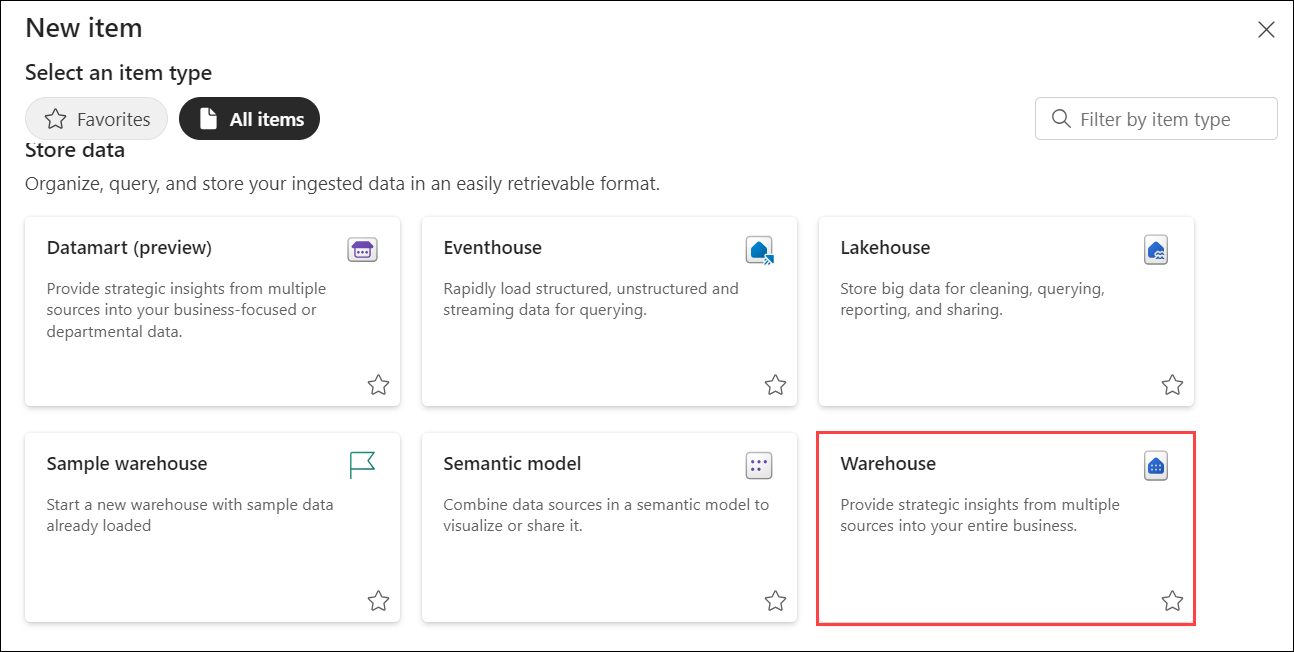 New item
Select an item type
Favorites
All items
Filter by item type
Store data
Organize, query, and store your ingested data in an easily retrievable format.
Datamart (preview)
Provide strategic insights from multiple
sources into your business-focused or
departmental data.
Eventhouse
Rapidly load structured, unstructured and
streaming data for querying.
Lakehouse
Store big data for cleaning, querying,
reporting, and sharing.
Sample warehouse
Start a new warehouse with sample data
already loaded
Semantic model
Combine data sources in a semantic model to
visualize or share it.
Warehouse
Provide strategic insights from multiple
sources into your entire business.